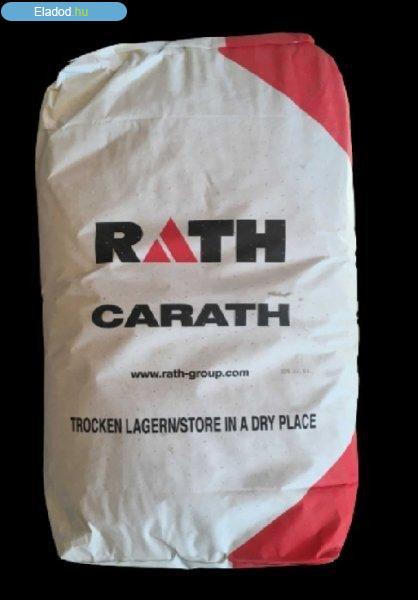 Eladod.hu
RATH
CARATH
www.rath-group.com
TROCKEN LAGERN/STORE IN A DRY PLACE